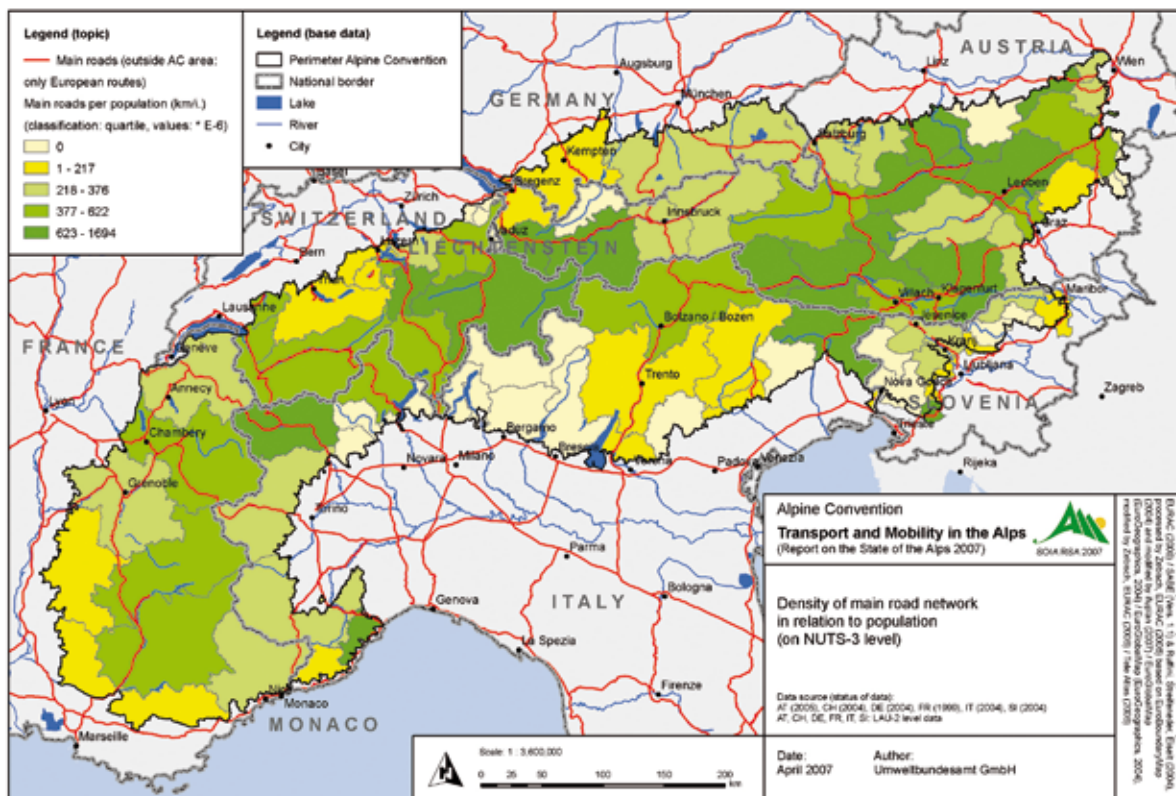 Legend (topic)
Main roads (outside AC area:
only European routes)
Main roads per population (km/i.)
(classification: quartile, values: * E-6)
0
1 - 217
218 - 376
377 - 622
623 - 1694
Legend (base data)
Perimeter Alpine Convention
National border
Lake
River
City
AUSTRIA
Linz
Wien
Augsburg
München
GERMANY
Salzburg
Kempten
Bregenz
Leoben
Basel
Zürich
Innsbruck
Graz
SWITZERLAND
Vaduz
LIECHTENSTEIN
Bern
Villach
Klagenfurt
Maribor
Lausanne
Bolzano / Bozen
Jesenice
Kranj
FRANCE
Genève
Trento
Ljubljana
Nova Gorica
Zagreb
Annecy
SLOVENIA
Lyon
Chambéry
Bergamo
Trieste
Brescia
Novara
Milano
Verona
Padova
Venezia
Rijeka
Grenoble
Torino
Parma
Bologna
Genova
ITALY
La Spezia
Nice
Monaco
MONACO
Firenze
Marseille
Alpine Convention
Transport and Mobility in the Alps
(Report on the State of the Alps 2007)
SOIA/RSA 2007
Density of main road network
in relation to population
(on NUTS-3 level)
Data source (status of data):
AT (2005), CH (2004), DE (2004), FR (1999), IT (2004), SI (2004)
AT, CH, DE, FR, IT, SI: LAU-2 level data
Scale: 1 : 3,600,000
0 25 50 100 150 200
km
Date:
April 2007
Author:
Umweltbundesamt GmbH